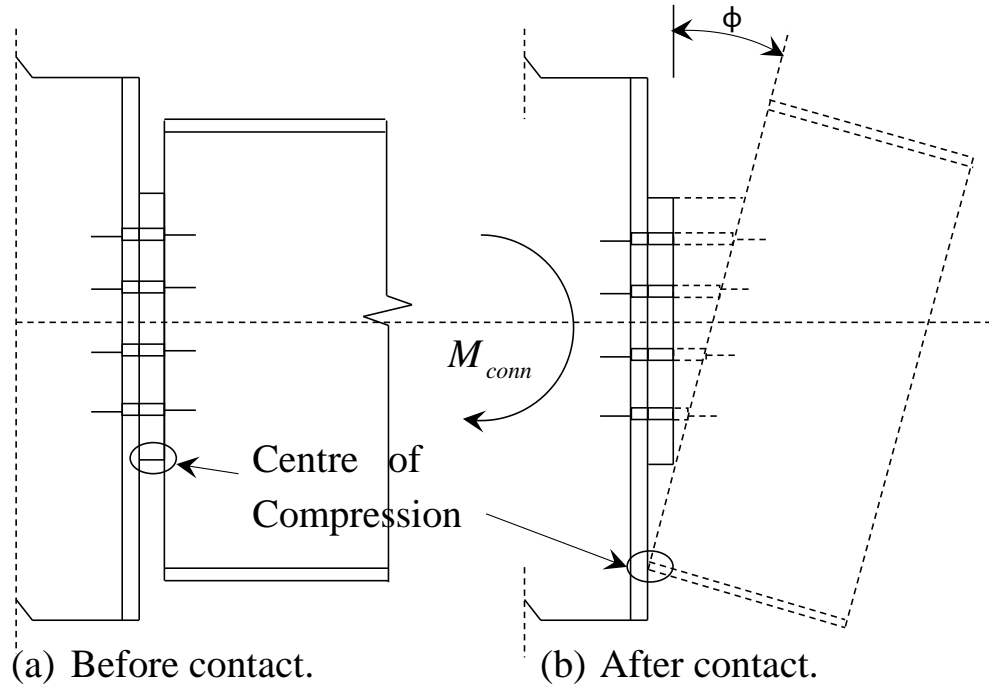 ϕ
M_conn
Centre of
Compression
(a) Before contact.
(b) After contact.